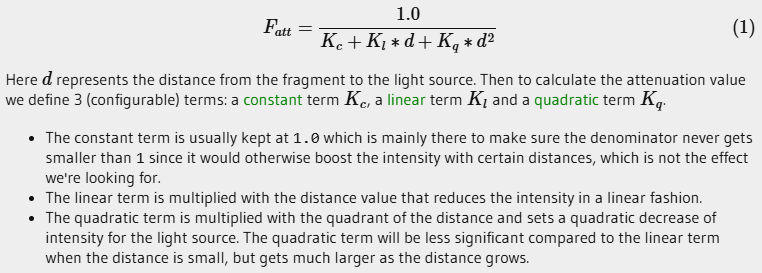 F_att = 1.0 / (K_c + K_l * d + K_q * d²) (1)
Here d represents the distance from the fragment to the light source. Then to calculate the attenuation value
we define 3 (configurable) terms: a constant term K_c, a linear term K_l and a quadratic term K_q.
• The constant term is usually kept at 1.0 which is mainly there to make sure the denominator never gets
smaller than 1 since it would otherwise boost the intensity with certain distances, which is not the effect
we're looking for.
• The linear term is multiplied with the distance value that reduces the intensity in a linear fashion.
• The quadratic term is multiplied with the quadrant of the distance and sets a quadratic decrease of
intensity for the light source. The quadratic term will be less significant compared to the linear term
when the distance is small, but gets much larger as the distance grows.